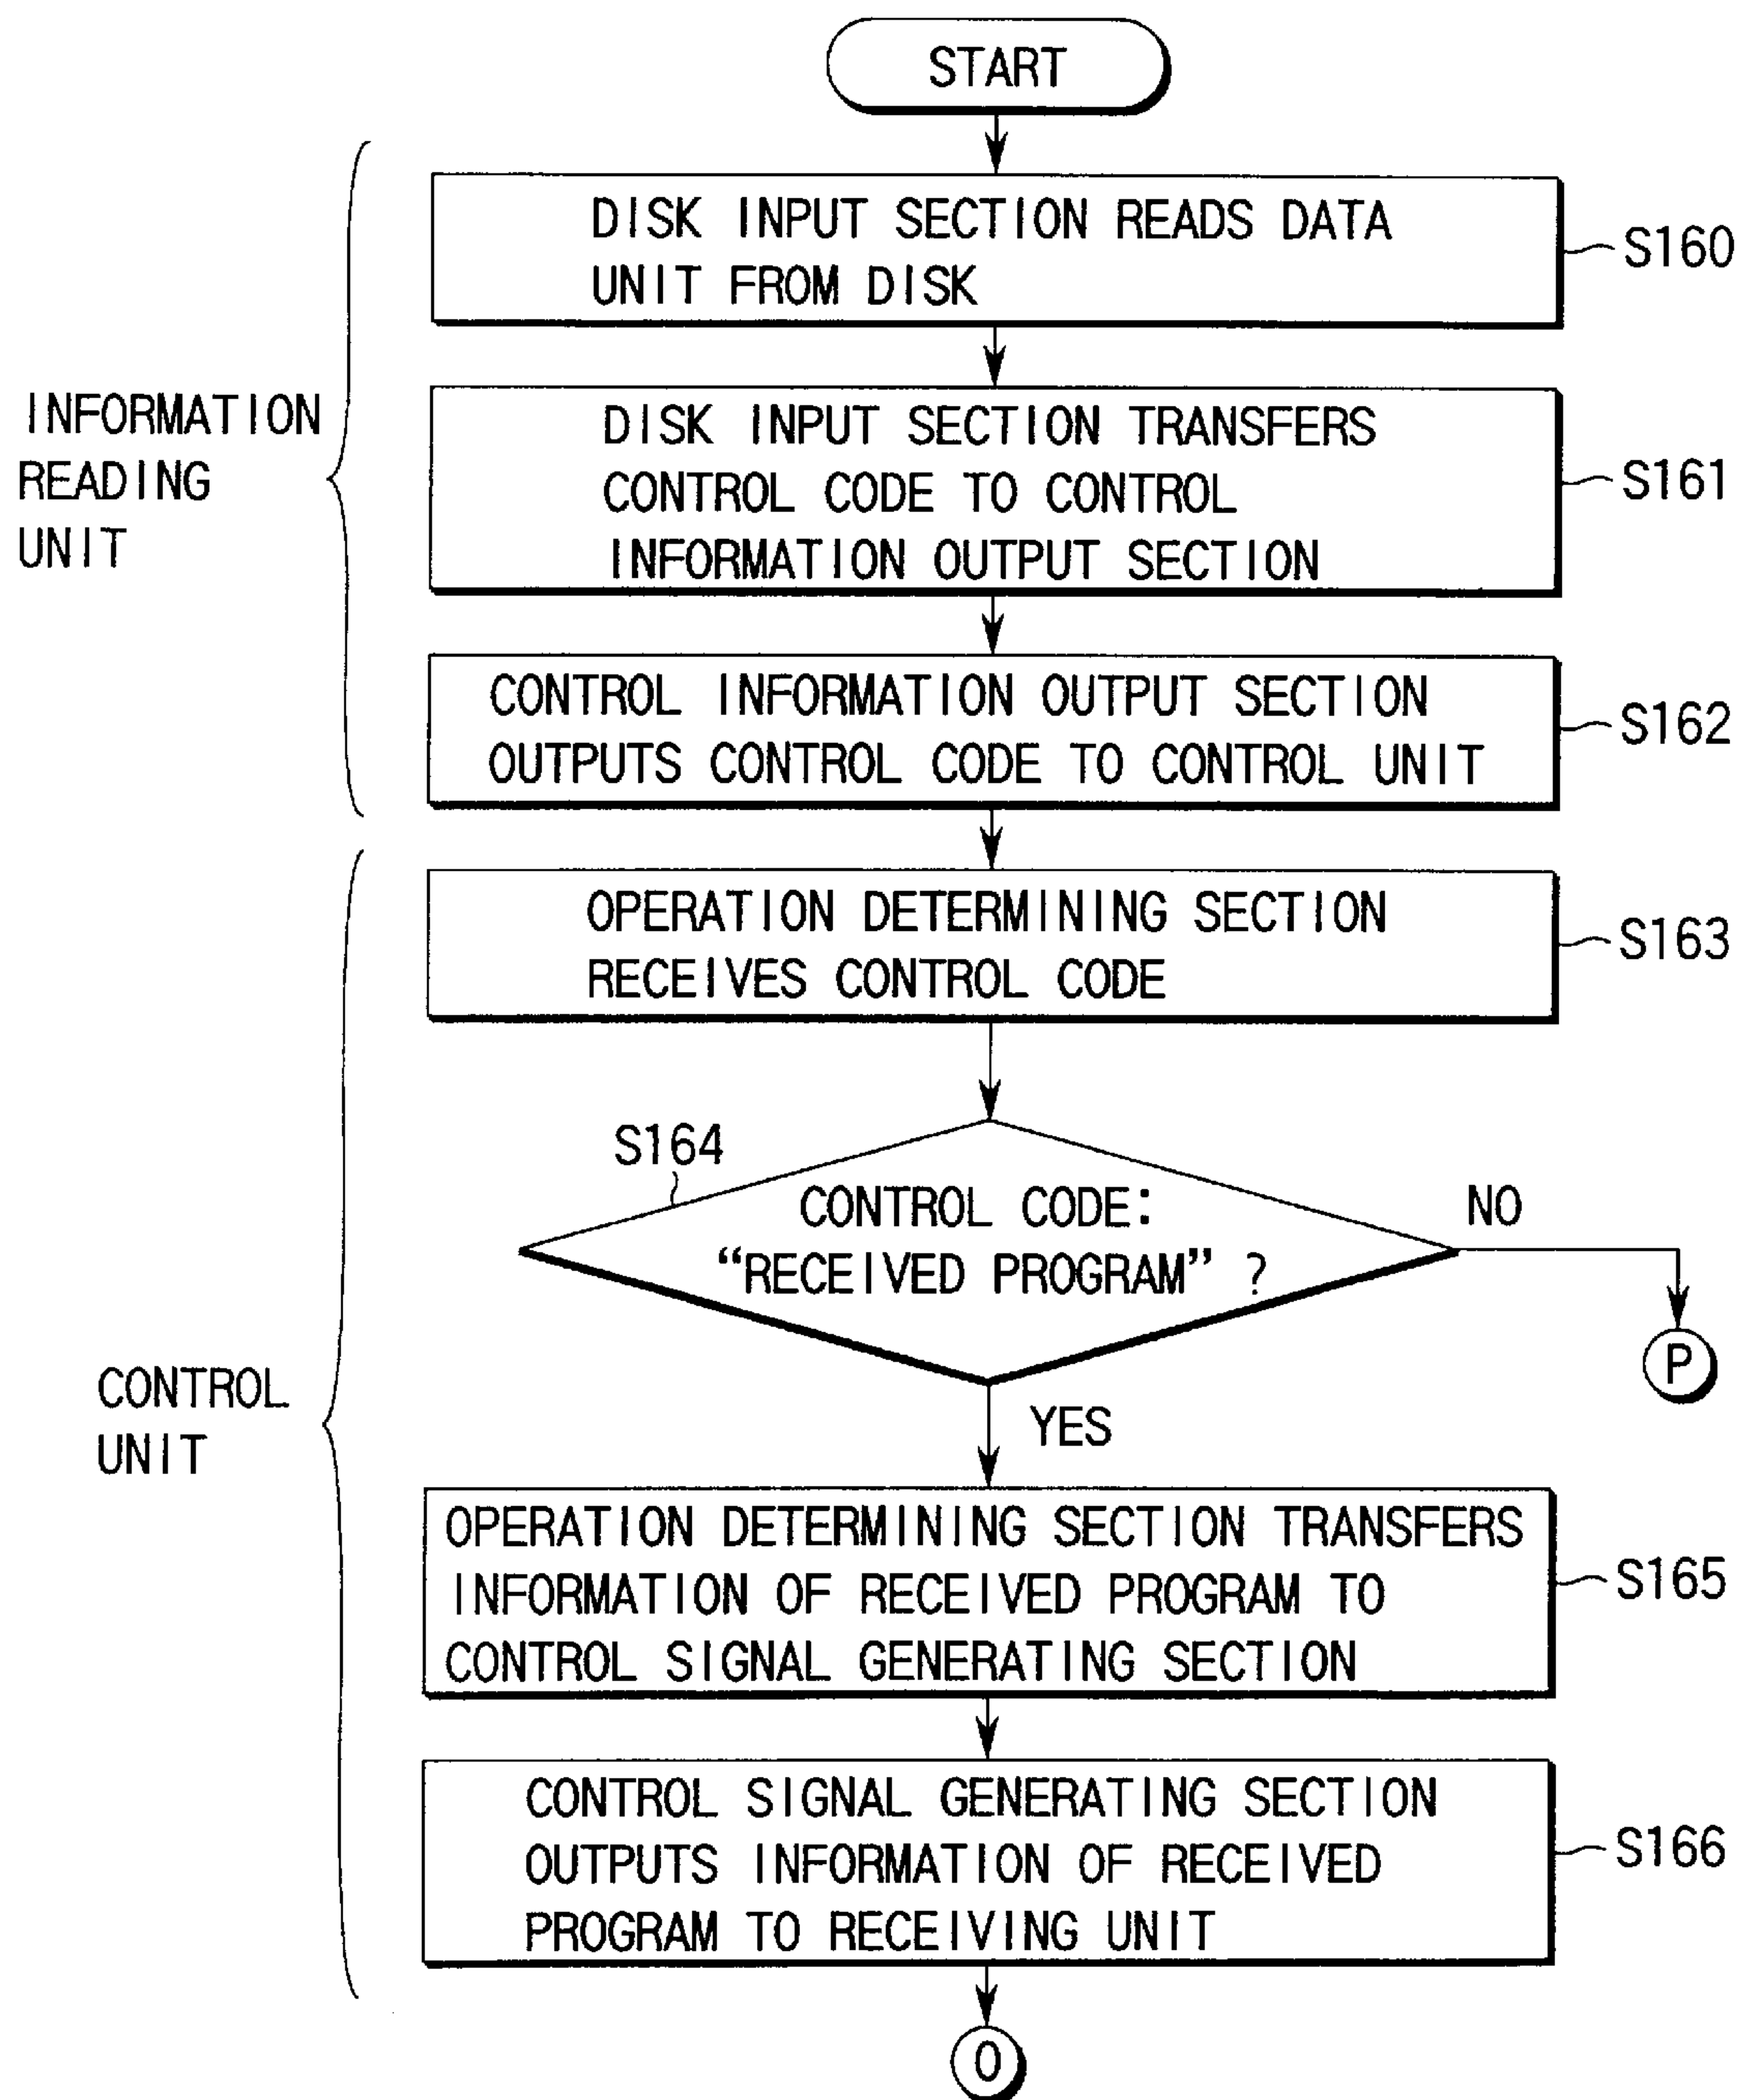 START
DISK INPUT SECTION READS DATA
UNIT FROM DISK
S160
INFORMATION
READING
UNIT
DISK INPUT SECTION TRANSFERS
CONTROL CODE TO CONTROL
INFORMATION OUTPUT SECTION
S161
CONTROL INFORMATION OUTPUT SECTION
OUTPUTS CONTROL CODE TO CONTROL UNIT
S162
OPERATION DETERMINING SECTION
RECEIVES CONTROL CODE
S163
S164
CONTROL CODE:
“RECEIVED PROGRAM” ?
NO
P
CONTROL
UNIT
YES
OPERATION DETERMINING SECTION TRANSFERS
INFORMATION OF RECEIVED PROGRAM TO
CONTROL SIGNAL GENERATING SECTION
S165
CONTROL SIGNAL GENERATING SECTION
OUTPUTS INFORMATION OF RECEIVED
PROGRAM TO RECEIVING UNIT
S166
O